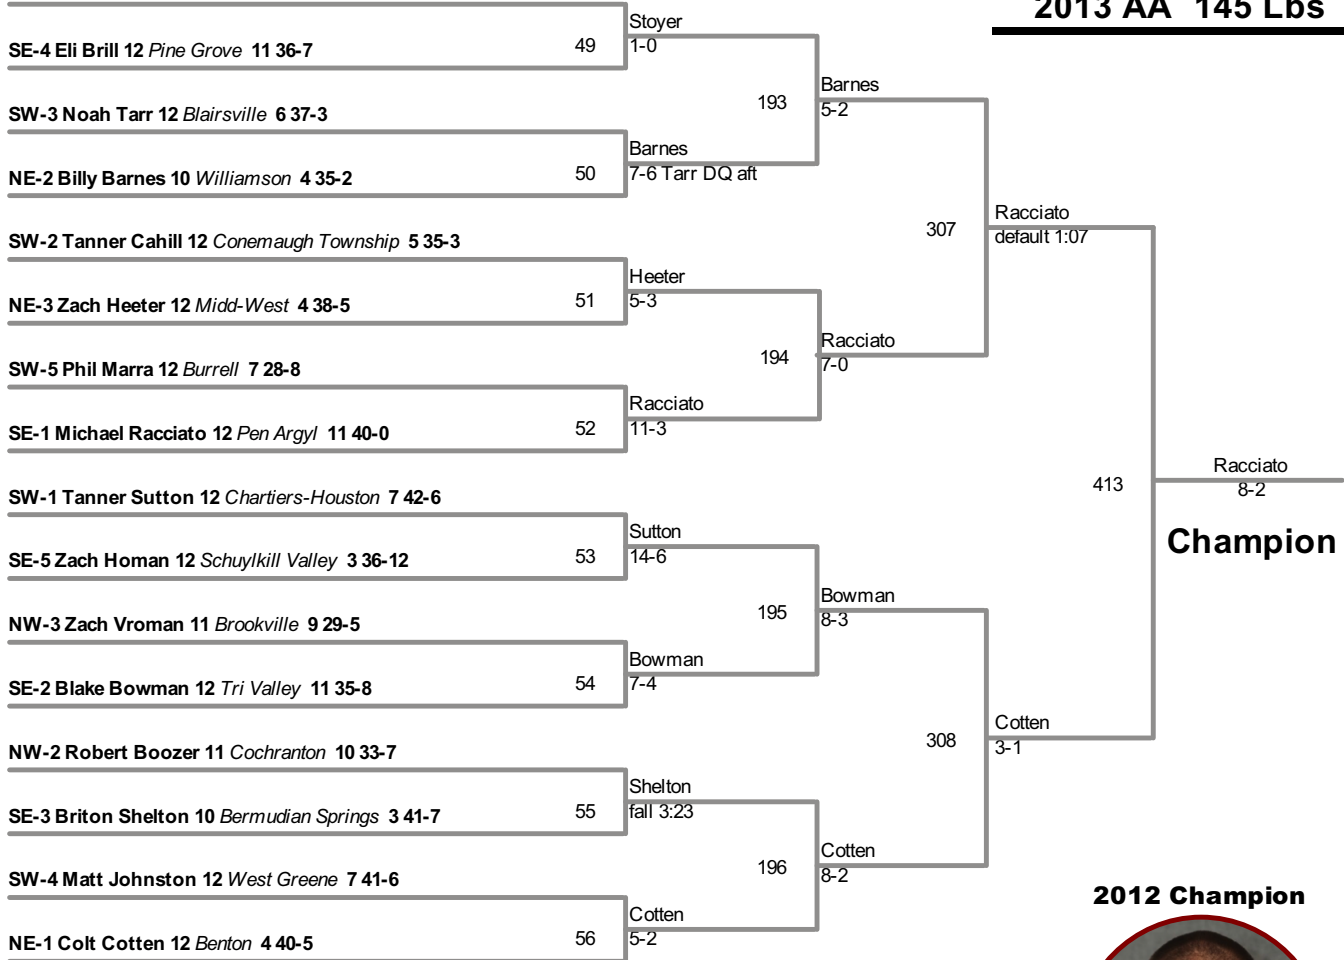 2013 AA 145 Lbs
Stoyer
SE-4 Eli Brill 12 Pine Grove 11 36-7
49
1-0
Barnes
193
5-2
SW-3 Noah Tarr 12 Blairsville 6 37-3
Barnes
NE-2 Billy Barnes 10 Williamson 4 35-2
50
7-6 Tarr DQ aft
Racciato
307
default 1:07
SW-2 Tanner Cahill 12 Conemaugh Township 5 35-3
Heeter
NE-3 Zach Heeter 12 Midd-West 4 38-5
51
5-3
Racciato
194
7-0
SW-5 Phil Marra 12 Burrell 7 28-8
Racciato
SE-1 Michael Racciato 12 Pen Argyl 11 40-0
52
11-3
Racciato
413
8-2
Champion
SW-1 Tanner Sutton 12 Chartiers-Houston 7 42-6
Sutton
SE-5 Zach Homan 12 Schuylkill Valley 3 36-12
53
14-6
Bowman
195
8-3
NW-3 Zach Vroman 11 Brookville 9 29-5
Bowman
SE-2 Blake Bowman 12 Tri Valley 11 35-8
54
7-4
Cotten
308
3-1
NW-2 Robert Boozer 11 Cochranton 10 33-7
Shelton
SE-3 Briton Shelton 10 Bermudian Springs 3 41-7
55
fall 3:23
Cotten
196
8-2
SW-4 Matt Johnston 12 West Greene 7 41-6
Cotten
NE-1 Colt Cotten 12 Benton 4 40-5
56
5-2
2012 Champion